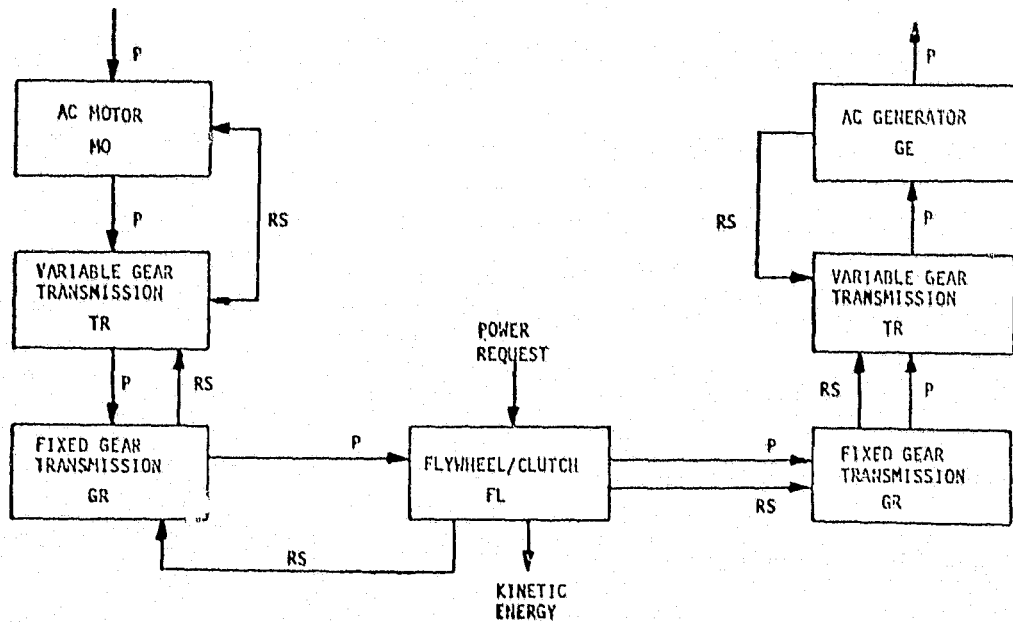 P
P
AC MOTOR
MO
AC GENERATOR
GE
RS
RS
P
P
VARIABLE GEAR
TRANSMISSION
TR
VARIABLE GEAR
TRANSMISSION
TR
POWER
REQUEST
P
RS
RS
P
FIXED GEAR
TRANSMISSION
GR
P
FLYWHEEL/CLUTCH
FL
P
RS
FIXED GEAR
TRANSMISSION
GR
RS
KINETIC
ENERGY